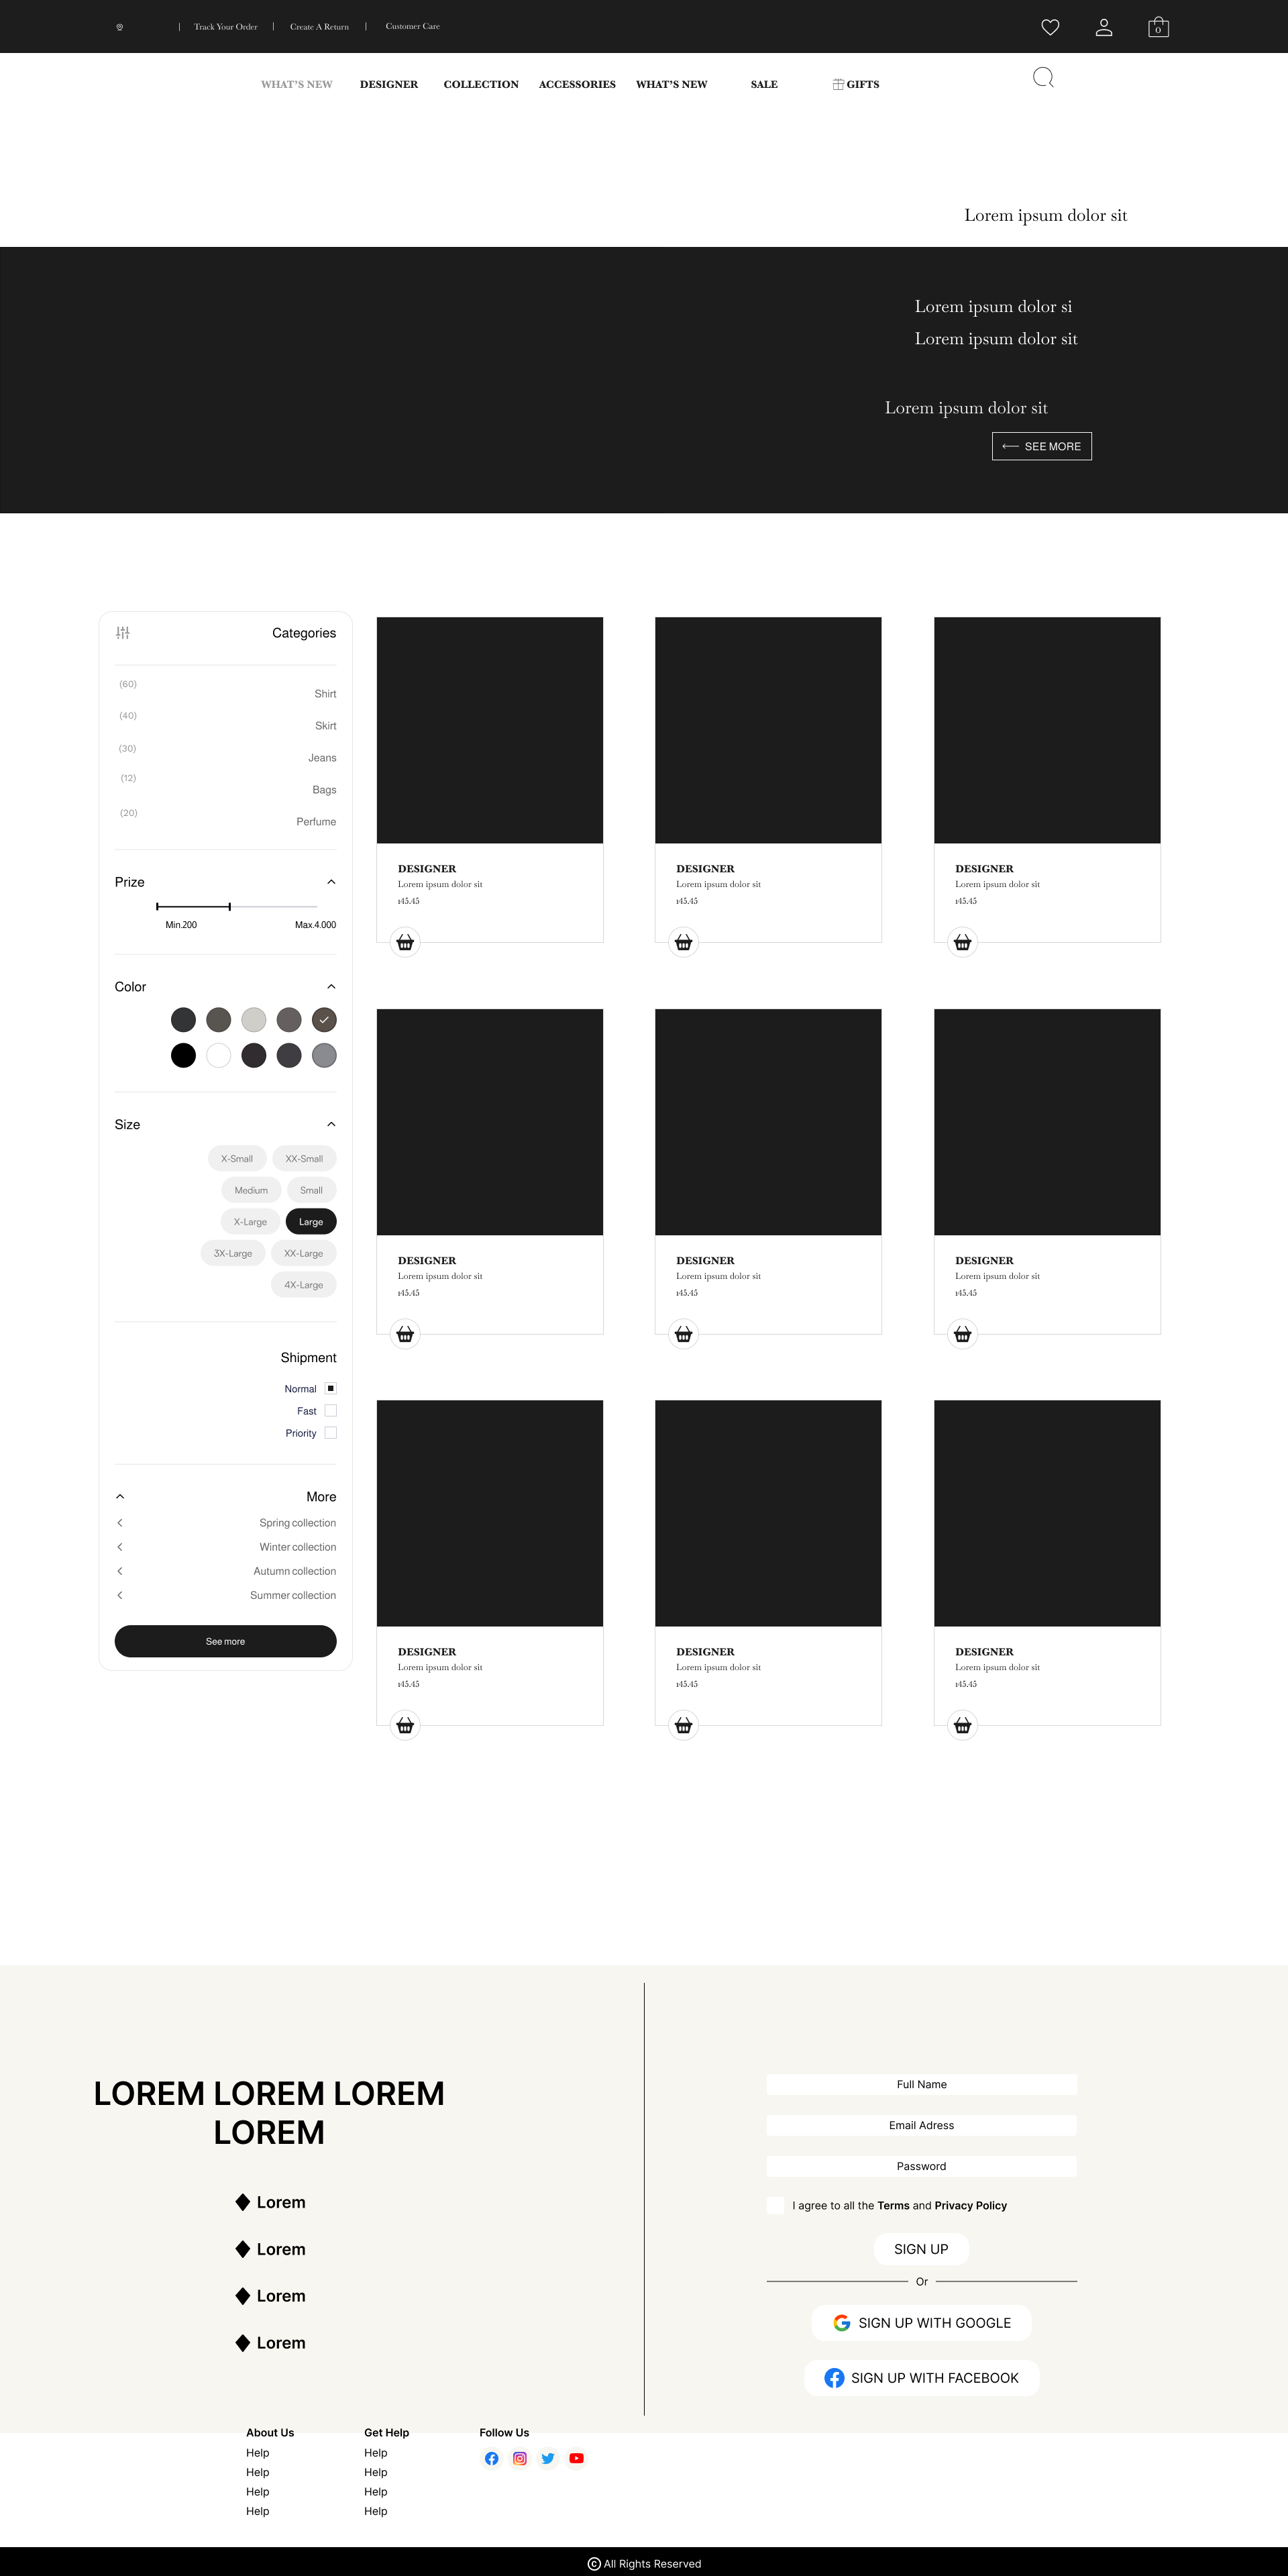 Track Your Order | Create A Return | Customer Care
0
WHAT'S NEW DESIGNER COLLECTION ACCESSORIES WHAT'S NEW SALE GIFTS
Lorem ipsum dolor sit
Lorem ipsum dolor si
Lorem ipsum dolor sit
Lorem ipsum dolor sit
SEE MORE
Categories
(60) Shirt
(40) Skirt
(30) Jeans
(12) Bags
(20) Perfume
Prize
Min.200 Max.4.000
Color
Size
X-Small XX-Small
Medium Small
X-Large Large
3X-Large XX-Large
4X-Large
Shipment
Normal
Fast
Priority
More
Spring collection
Winter collection
Autumn collection
Summer collection
See more
DESIGNER
Lorem ipsum dolor sit
145.45
DESIGNER
Lorem ipsum dolor sit
145.45
DESIGNER
Lorem ipsum dolor sit
145.45
DESIGNER
Lorem ipsum dolor sit
145.45
DESIGNER
Lorem ipsum dolor sit
145.45
DESIGNER
Lorem ipsum dolor sit
145.45
DESIGNER
Lorem ipsum dolor sit
145.45
DESIGNER
Lorem ipsum dolor sit
145.45
DESIGNER
Lorem ipsum dolor sit
145.45
LOREM LOREM LOREM
LOREM
Lorem
Lorem
Lorem
Lorem
Full Name
Email Adress
Password
I agree to all the Terms and Privacy Policy
SIGN UP
Or
SIGN UP WITH GOOGLE
SIGN UP WITH FACEBOOK
About Us
Help
Help
Help
Help
Get Help
Help
Help
Help
Help
Follow Us
© All Rights Reserved